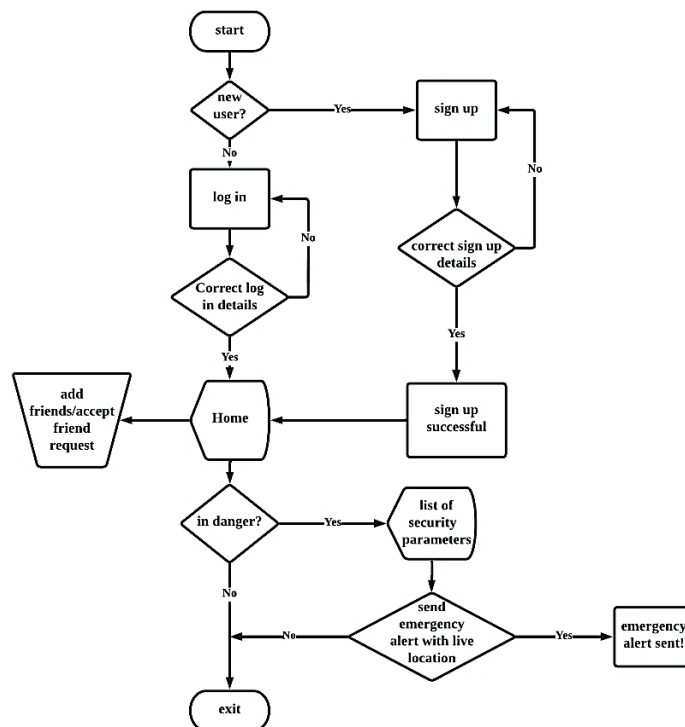 start
new
user?
Yes
sign up
No
No
log in
No
correct sign up
details
Correct log
in details
Yes
Yes
add
friends/accept
friend
request
Home
sign up
successful
in danger?
Yes
list of
security
parameters
No
send
emergency
alert with live
location
No
Yes
emergency
alert sent!
exit